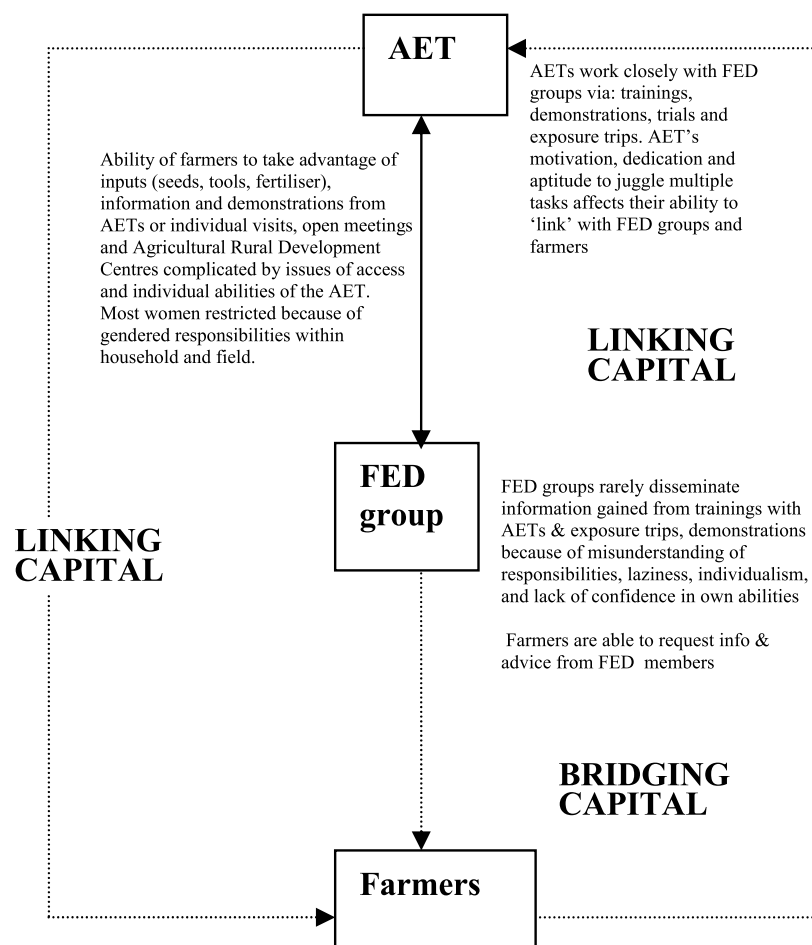 AET
AETs work closely with FED
groups via: trainings,
demonstrations, trials and
exposure trips. AET’s
motivation, dedication and
aptitude to juggle multiple
tasks affects their ability to
‘link’ with FED groups and
farmers
Ability of farmers to take advantage of
inputs (seeds, tools, fertiliser),
information and demonstrations from
AETs or individual visits, open meetings
and Agricultural Rural Development
Centres complicated by issues of access
and individual abilities of the AET.
Most women restricted because of
gendered responsibilities within
household and field.
LINKING
CAPITAL
FED
group
FED groups rarely disseminate
information gained from trainings with
AETs & exposure trips, demonstrations
because of misunderstanding of
responsibilities, laziness, individualism,
and lack of confidence in own abilities
Farmers are able to request info &
advice from FED  members
LINKING
CAPITAL
BRIDGING
CAPITAL
Farmers